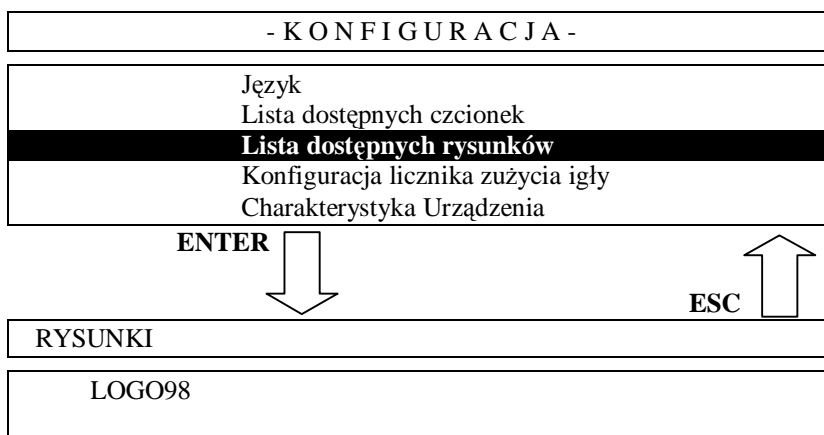 - K O N F I G U R A C J A -
Język
Lista dostępnych czcionek
Lista dostępnych rysunków
Konfiguracja licznika zużycia igły
Charakterystyka Urządzenia
ENTER
ESC
RYSUNKI
LOGO98